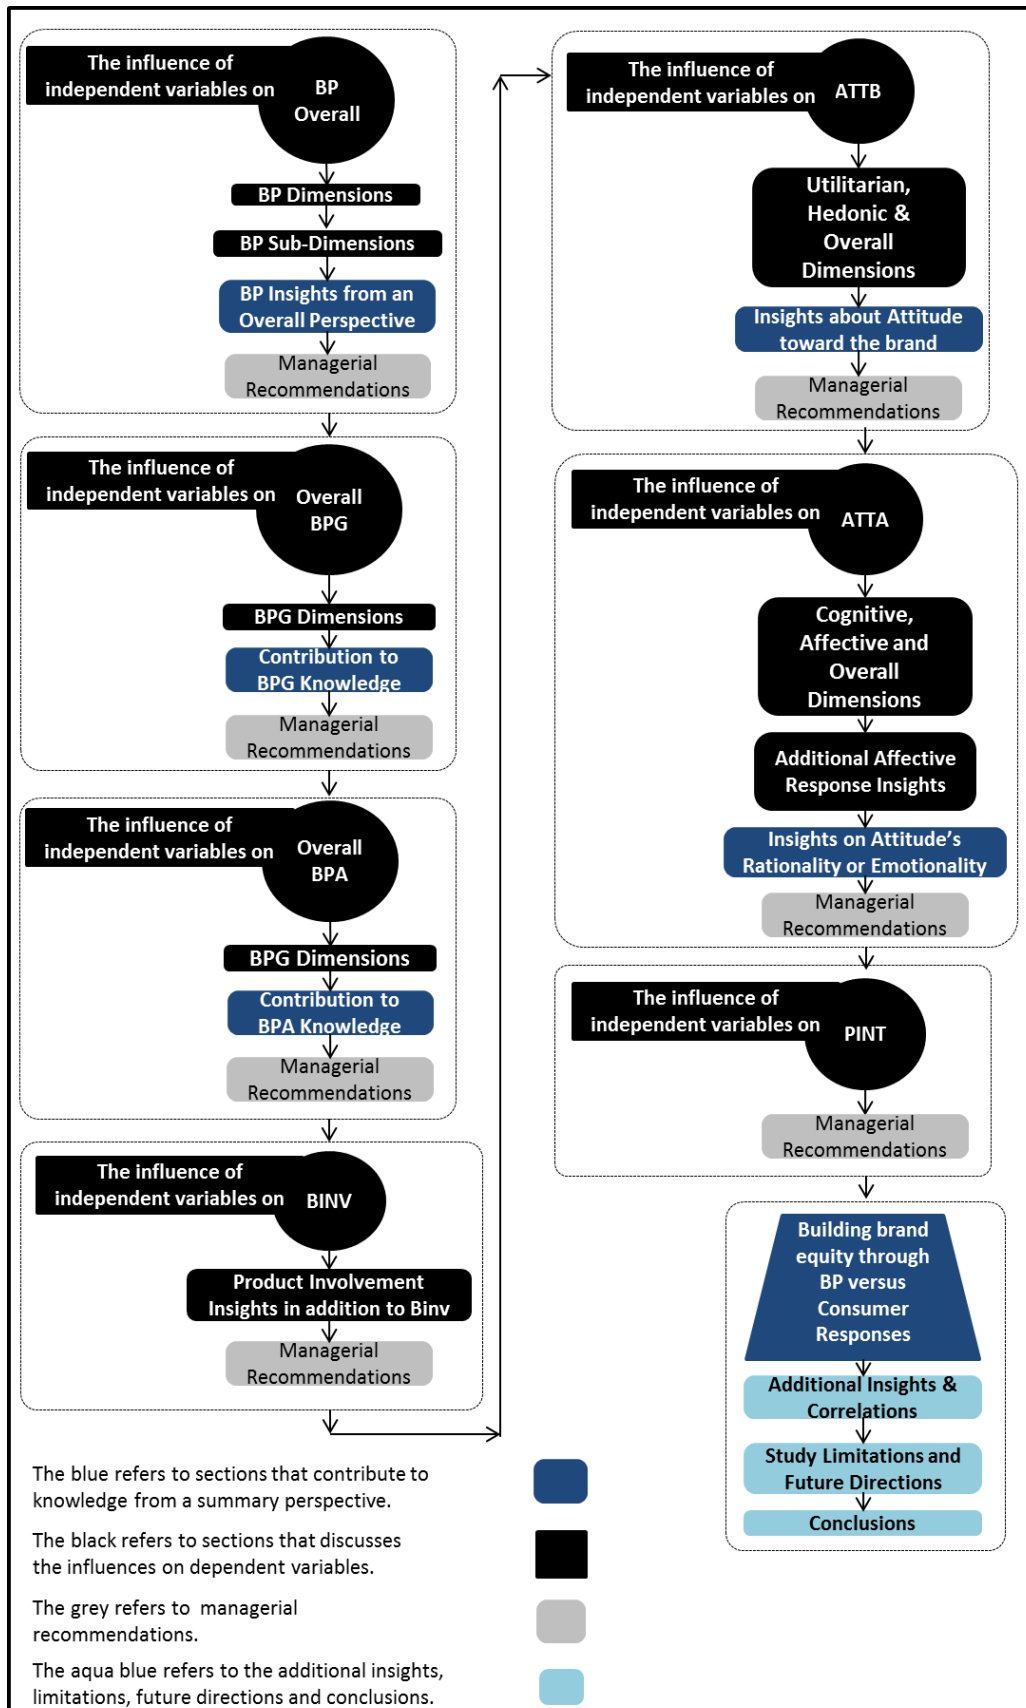 The influence of
independent variables on
BP
Overall
BP Dimensions
BP Sub-Dimensions
BP Insights from an
Overall Perspective
Managerial
Recommendations
The influence of
independent variables on
Overall
BPG
BPG Dimensions
Contribution to
BPG Knowledge
Managerial
Recommendations
The influence of
independent variables on
Overall
BPA
BPG Dimensions
Contribution to
BPA Knowledge
Managerial
Recommendations
The influence of
independent variables on
BINV
Product Involvement
Insights in addition to Binv
Managerial
Recommendations
The influence of
independent variables on
ATTB
Utilitarian,
Hedonic &
Overall
Dimensions
Insights about Attitude
toward the brand
Managerial
Recommendations
The influence of
independent variables on
ATTA
Cognitive,
Affective and
Overall
Dimensions
Additional Affective
Response Insights
Insights on Attitude's
Rationality or Emotionality
Managerial
Recommendations
The influence of
independent variables on
PINT
Managerial
Recommendations
Building brand
equity through
BP versus
Consumer
Responses
Additional Insights &
Correlations
Study Limitations and
Future Directions
Conclusions
The blue refers to sections that contribute to
knowledge from a summary perspective.
The black refers to sections that discusses
the influences on dependent variables.
The grey refers to managerial
recommendations.
The aqua blue refers to the additional insights,
limitations, future directions and conclusions.